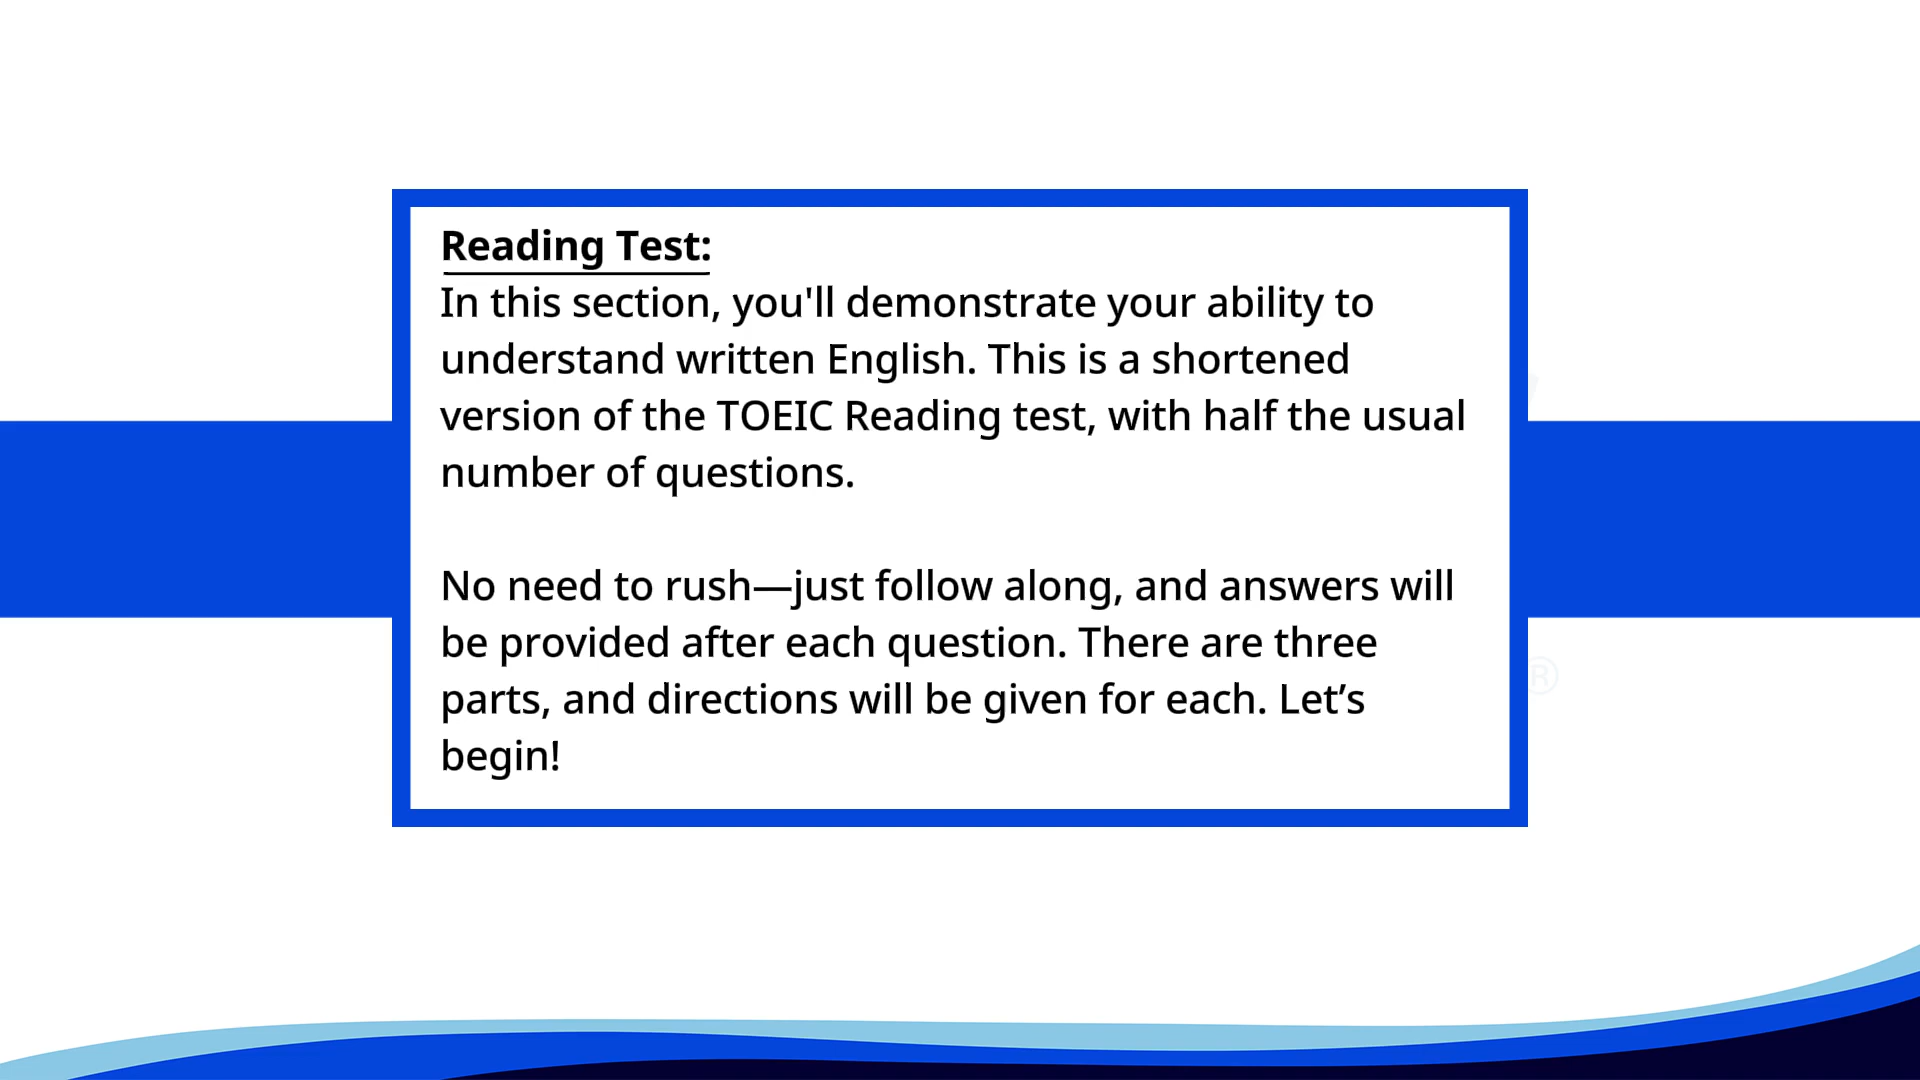 Reading Test:
In this section, you'll demonstrate your ability to
understand written English. This is a shortened
version of the TOEIC Reading test, with half the usual
number of questions.
No need to rush—just follow along, and answers will
be provided after each question. There are three
parts, and directions will be given for each. Let’s
begin!
®